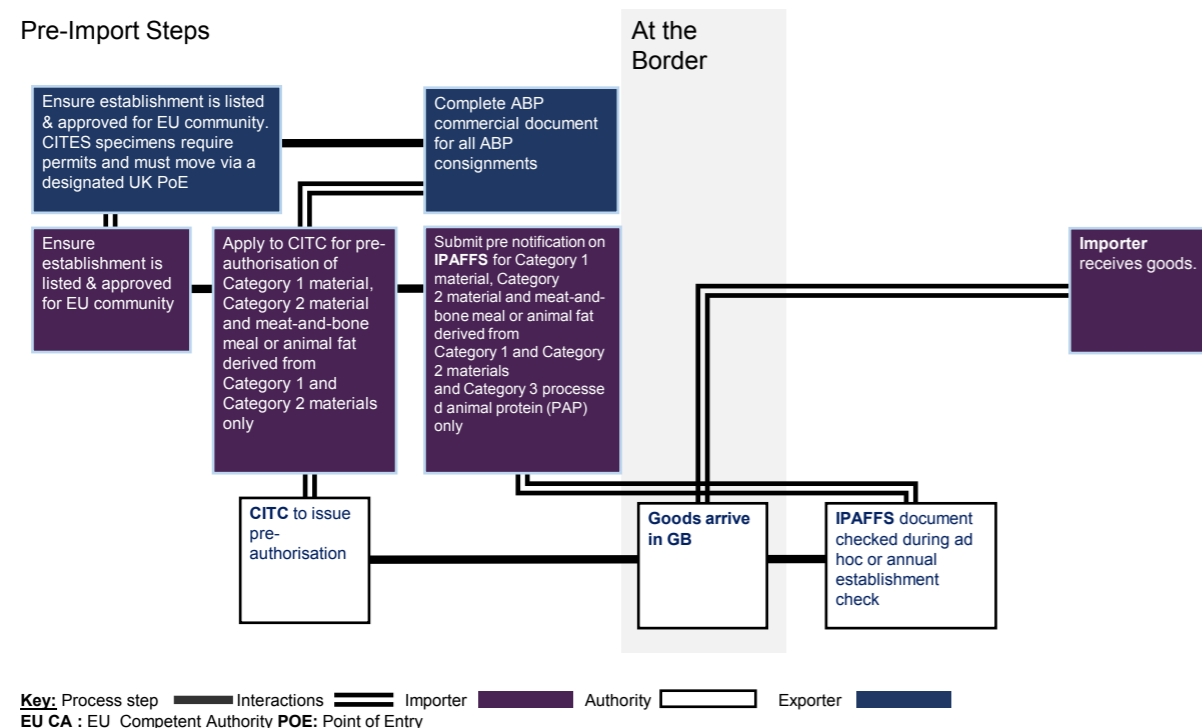 Pre-Import Steps
At the
Border
Ensure establishment is listed
& approved for EU community.
CITES specimens require
permits and must move via a
designated UK PoE
Complete ABP
commercial document
for all ABP
consignments
Ensure
establishment is
listed & approved
for EU community
Apply to CITC for pre-
authorisation of
Category 1 material,
Category 2 material
and meat-and-bone
meal or animal fat
derived from
Category 1 and
Category 2 materials
only
Submit pre notification on
IPAFFS for Category 1
material, Category
2 material and meat-and-
bone meal or animal fat
derived from
Category 1 and Category
2 materials
and Category 3 processe
d animal protein (PAP)
only
Importer
receives goods.
CITC to issue
pre-
authorisation
Goods arrive
in GB
IPAFFS document
checked during ad
hoc or annual
establishment
check
Key: Process step Interactions Importer Authority Exporter
EU CA : EU Competent Authority POE: Point of Entry